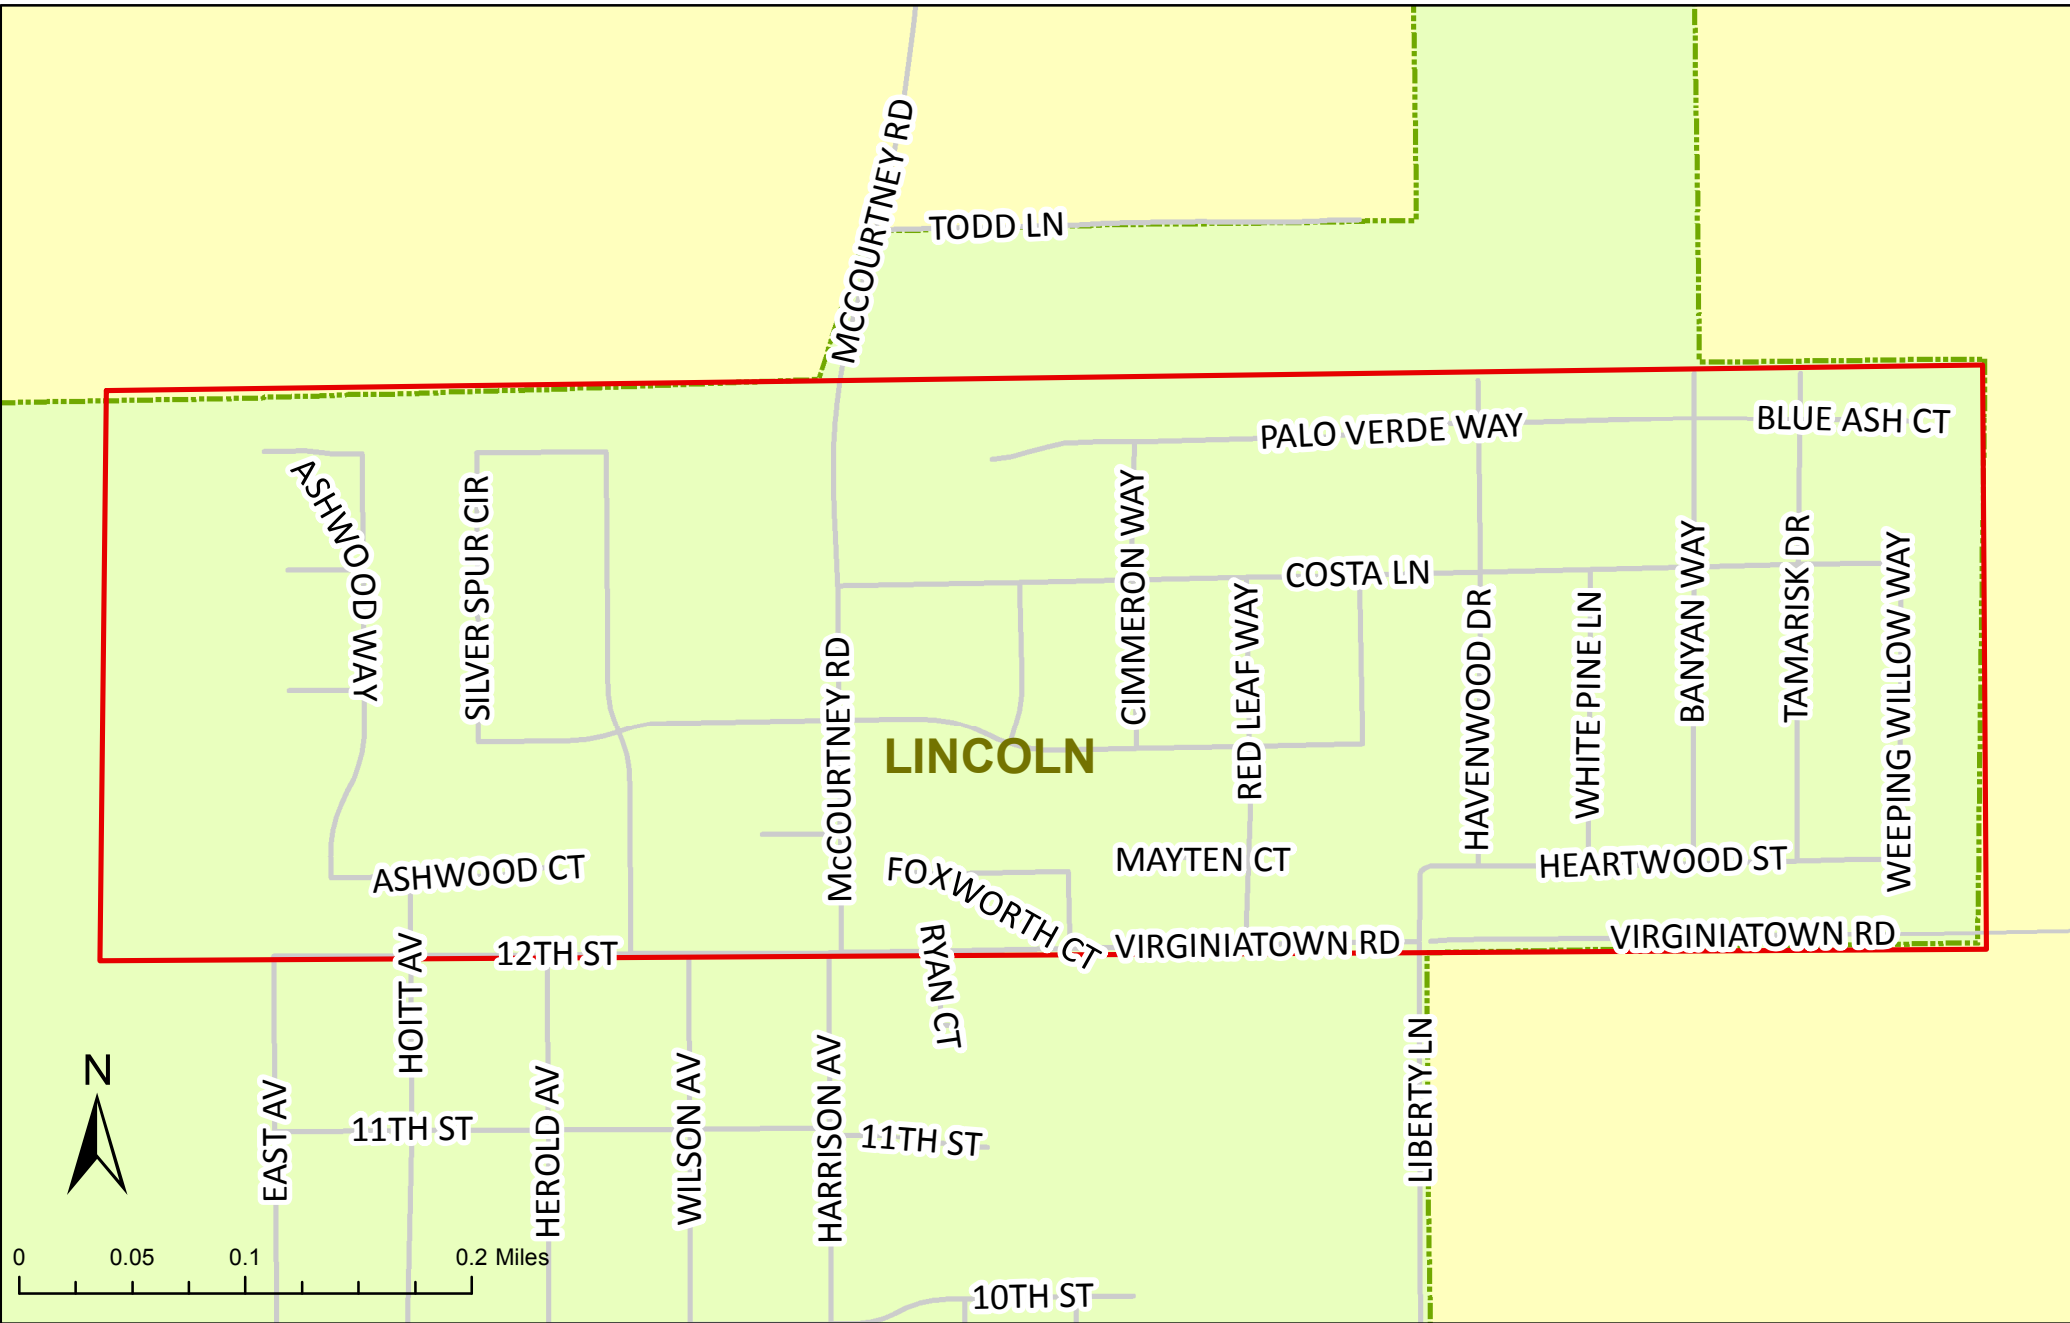 MCCOURTNEY RD
TODD LN
PALO VERDE WAY
BLUE ASH CT
ASHWOOD WAY
SILVER SPUR CIR
CIMMERON WAY
COSTA LN
RED LEAF WAY
HAVENWOOD DR
WHITE PINE LN
BANYAN WAY
TAMARISK DR
WEEPING WILLOW WAY
McCOURTNEY RD
LINCOLN
ASHWOOD CT
FOXWORTH CT
MAYTEN CT
HEARTWOOD ST
12TH ST
VIRGINIATOWN RD
VIRGINIATOWN RD
HOITT AV
RYAN CT
N
EAST AV
11TH ST
HEROLD AV
WILSON AV
HARRISON AV
11TH ST
LIBERTY LN
0 0.05 0.1 0.2 Miles
10TH ST